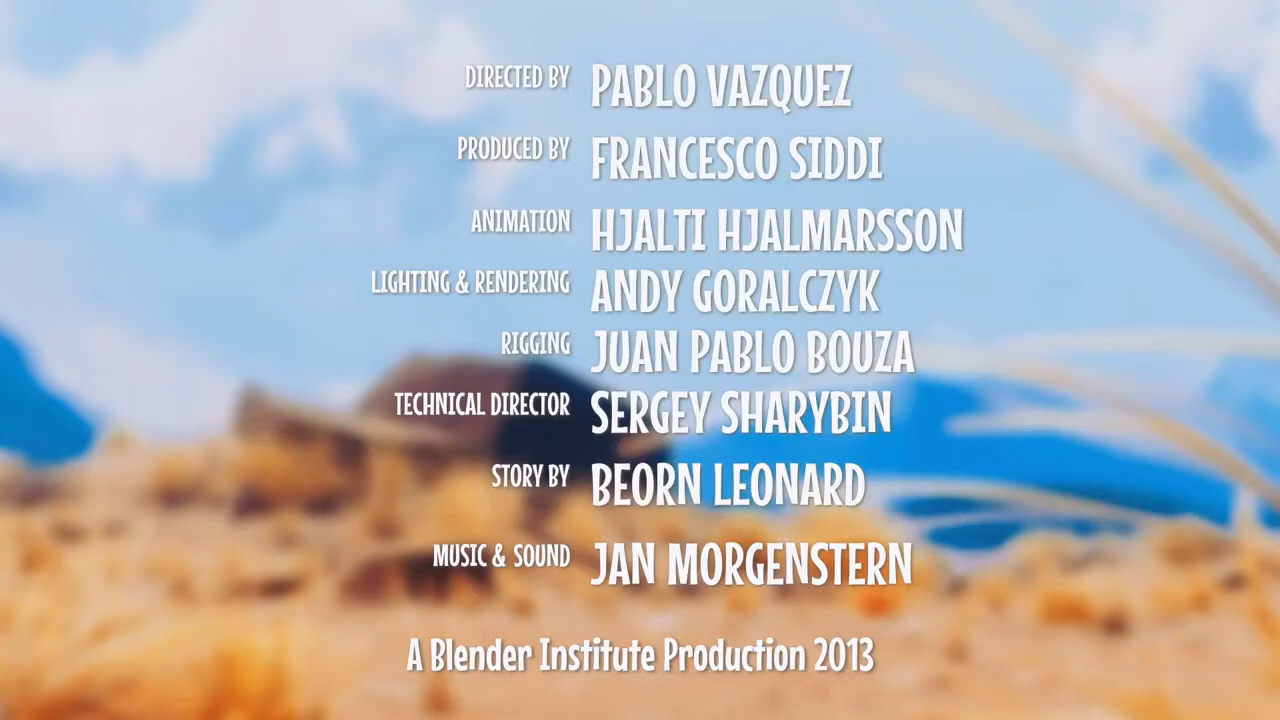 DIRECTED BY PABLO VAZQUEZ
PRODUCED BY FRANCESCO SIDDI
ANIMATION HJALTI HJALMARSSON
LIGHTING & RENDERING ANDY GORALCZYK
RIGGING JUAN PABLO BOUZA
TECHNICAL DIRECTOR SERGEY SHARYBIN
STORY BY BEORN LEONARD
MUSIC & SOUND JAN MORGENSTERN
A Blender Institute Production 2013